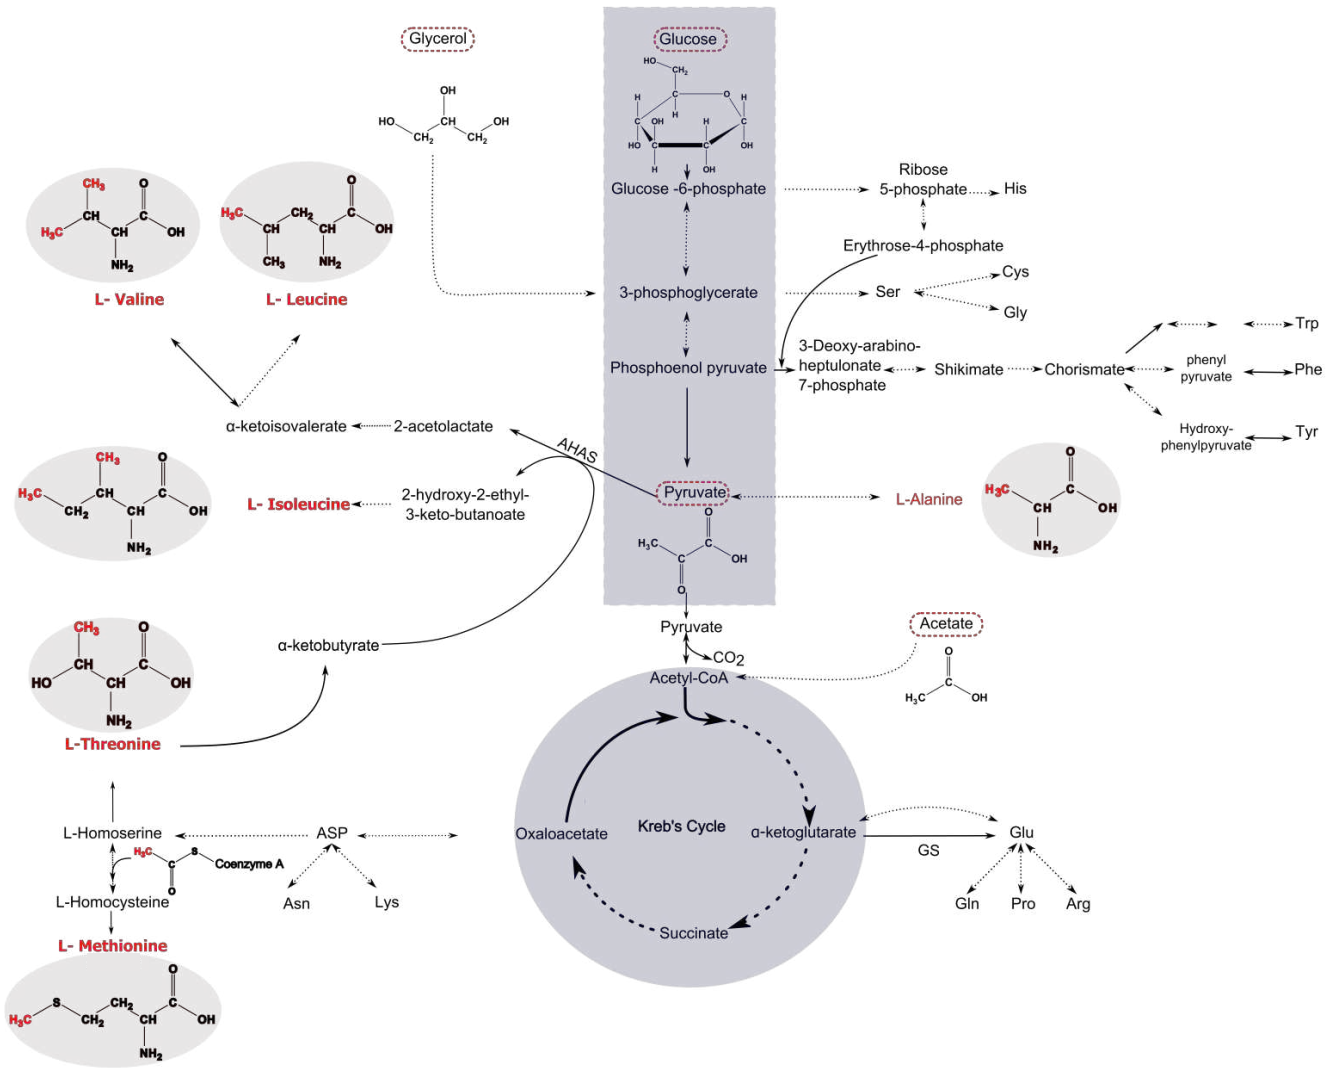 Glycerol
Glucose
OH
HO
CH
OH
CH2
CH2
HO
CH2
H
C
O
H
H
C
OH
H
C
HO
C
C
OH
H
OH
Glucose -6-phosphate
Ribose
5-phosphate
His
Erythrose-4-phosphate
3-phosphoglycerate
Ser
Cys
Gly
Phosphoenol pyruvate
3-Deoxy-arabino-
heptulonate
7-phosphate
Shikimate
Chorismate
Trp
phenyl
pyruvate
Phe
Hydroxy-
phenylpyruvate
Tyr
CH3
O
CH
C
H3C
CH
OH
NH2
L- Valine
O
H3C
CH2
C
CH
CH
OH
CH3
NH2
L- Leucine
α-ketoisovalerate
2-acetolactate
AHAS
CH3
O
H3C
CH
C
CH2
CH
OH
NH2
L- Isoleucine
2-hydroxy-2-ethyl-
3-keto-butanoate
Pyruvate
L-Alanine
O
H3C
C
CH
OH
NH2
O
H3C
C
C
OH
O
Pyruvate
CO2
Acetyl-CoA
Acetate
O
C
H3C
OH
α-ketobutyrate
CH3
O
CH
C
HO
CH
OH
NH2
L-Threonine
L-Homoserine
ASP
H3C
S
C
Coenzyme A
O
L-Homocysteine
Asn
Lys
L- Methionine
O
S
CH2
C
H3C
CH2
CH
OH
NH2
Oxaloacetate
Kreb's Cycle
α-ketoglutarate
Succinate
GS
Glu
Gln
Pro
Arg